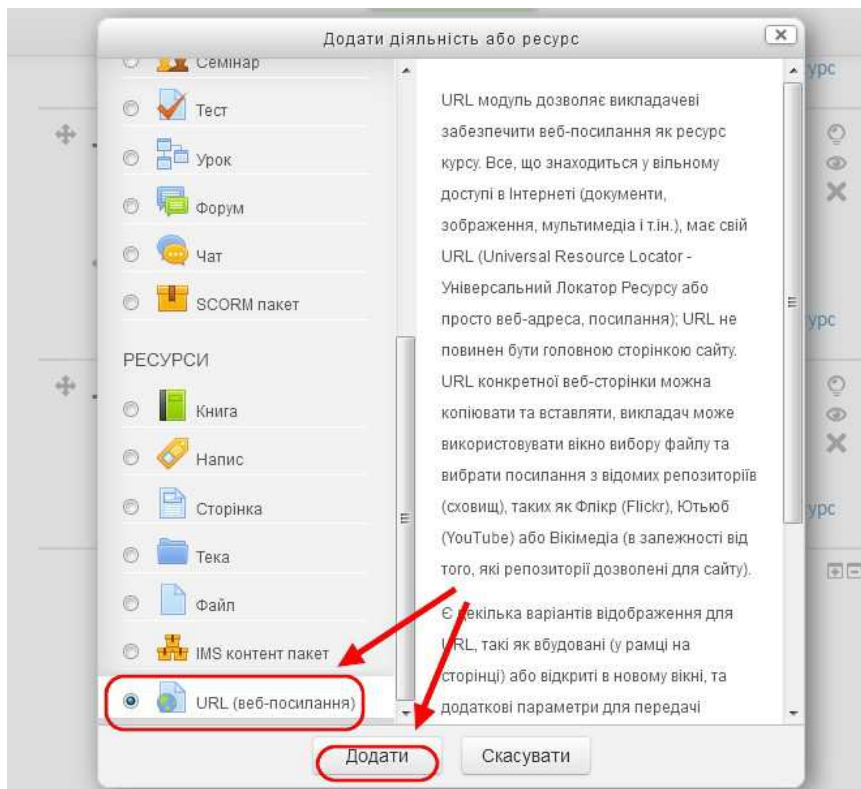 Додати діяльність або ресурс
Семінар
Тест
Урок
Форум
Чат
SCORM пакет
РЕСУРСИ
Книга
Напис
Сторінка
Тека
Файл
IMS контент пакет
URL (веб-посилання)
URL модуль дозволяє викладачеві
забезпечити веб-посилання як ресурс
курсу. Все, що знаходиться у вільному
доступі в Інтернеті (документи,
зображення, мультимедіа і т.ін.), має свій
URL (Universal Resource Locator -
Універсальний Локатор Ресурсу або
просто веб-адреса, посилання); URL не
повинен бути головною сторінкою сайту.
URL конкретної веб-сторінки можна
копіювати та вставляти, викладач може
використовувати вікно вибору файлу та
вибрати посилання з відомих репозиторіїв
(сховищ), таких як Флікр (Flickr), Ютьюб
(YouTube) або Вікімедіа (в залежності від
того, які репозиторії дозволені для сайту).
Є декілька варіантів відображення для
URL, такі як вбудовані (у рамці на
сторінці) або відкриті в новому вікні, та
додаткові параметри для передачі
Додати
Скасувати
урс
урс
урс